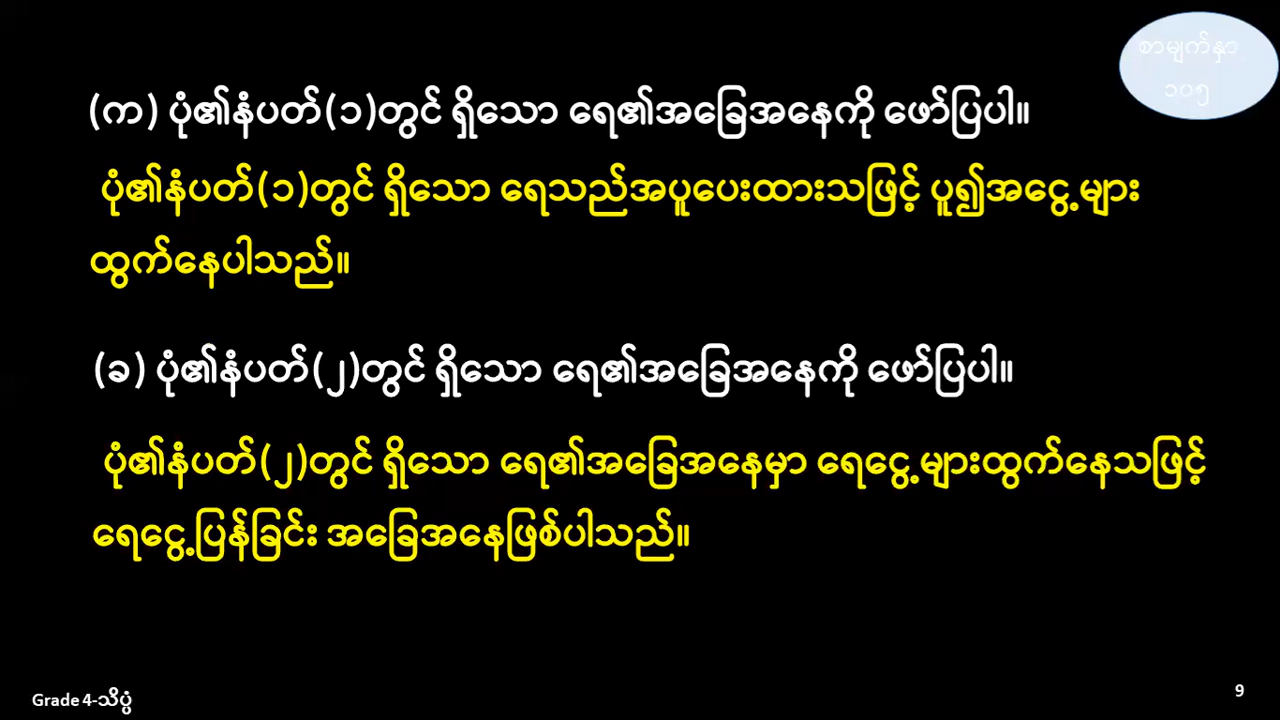 စာမျက်နှာ
၁၀၅
(က) ပုံ၏နံပတ်(၁)တွင် ရှိသော ရေ၏အခြေအနေကို ဖော်ပြပါ။
ပုံ၏နံပတ်(၁)တွင် ရှိသော ရေသည်အပူပေးထားသဖြင့် ပူ၍အငွေ့များ
ထွက်နေပါသည်။
(ခ) ပုံ၏နံပတ်(၂)တွင် ရှိသော ရေ၏အခြေအနေကို ဖော်ပြပါ။
ပုံ၏နံပတ်(၂)တွင် ရှိသော ရေ၏အခြေအနေမှာ ရေငွေ့များထွက်နေသဖြင့်
ရေငွေ့ပြန်ခြင်း အခြေအနေဖြစ်ပါသည်။
Grade 4-သိပ္ပံ
9